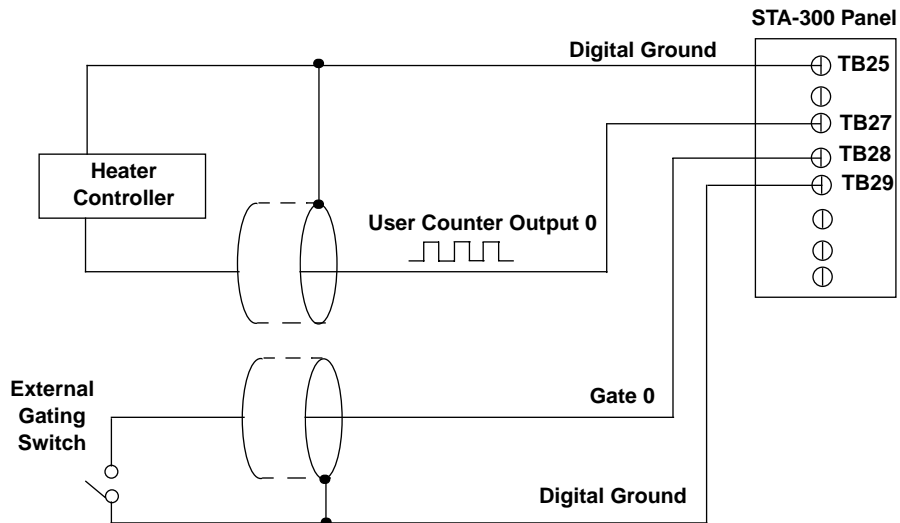 STA-300 Panel
Digital Ground
TB25
TB27
TB28
TB29
Heater
Controller
User Counter Output 0
External
Gating
Switch
Gate 0
Digital Ground